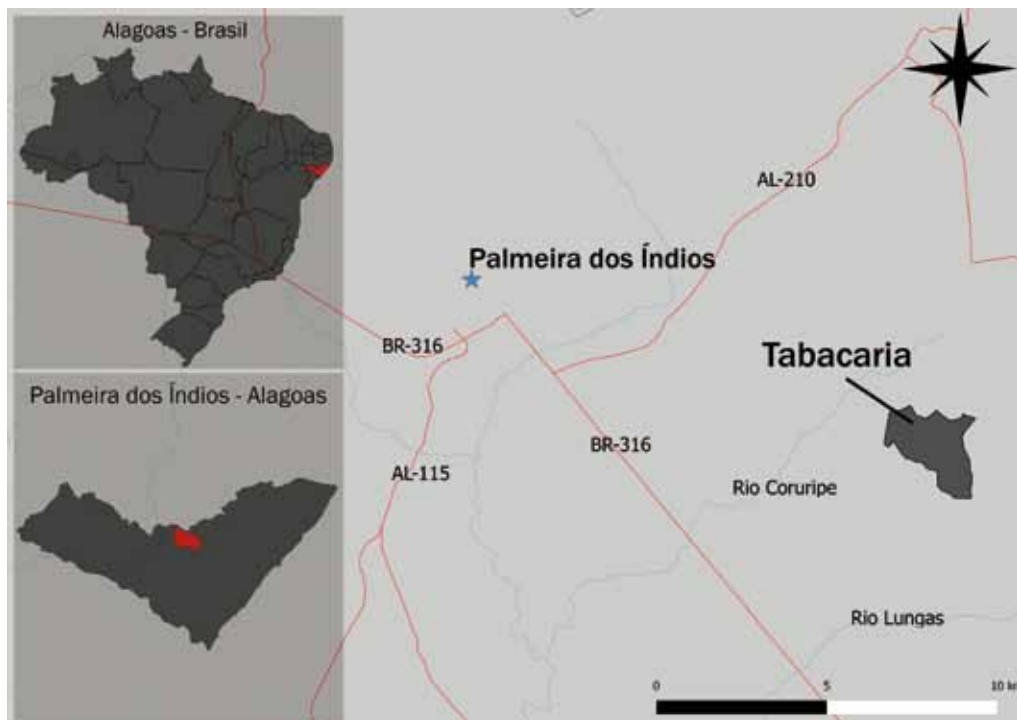 Alagoas - Brasil
Palmeira dos Índios - Alagoas
AL-210
Palmeira dos Índios
BR-316
Tabacaria
BR-316
AL-115
Rio Coruripe
Rio Lungas
0 5 10 km